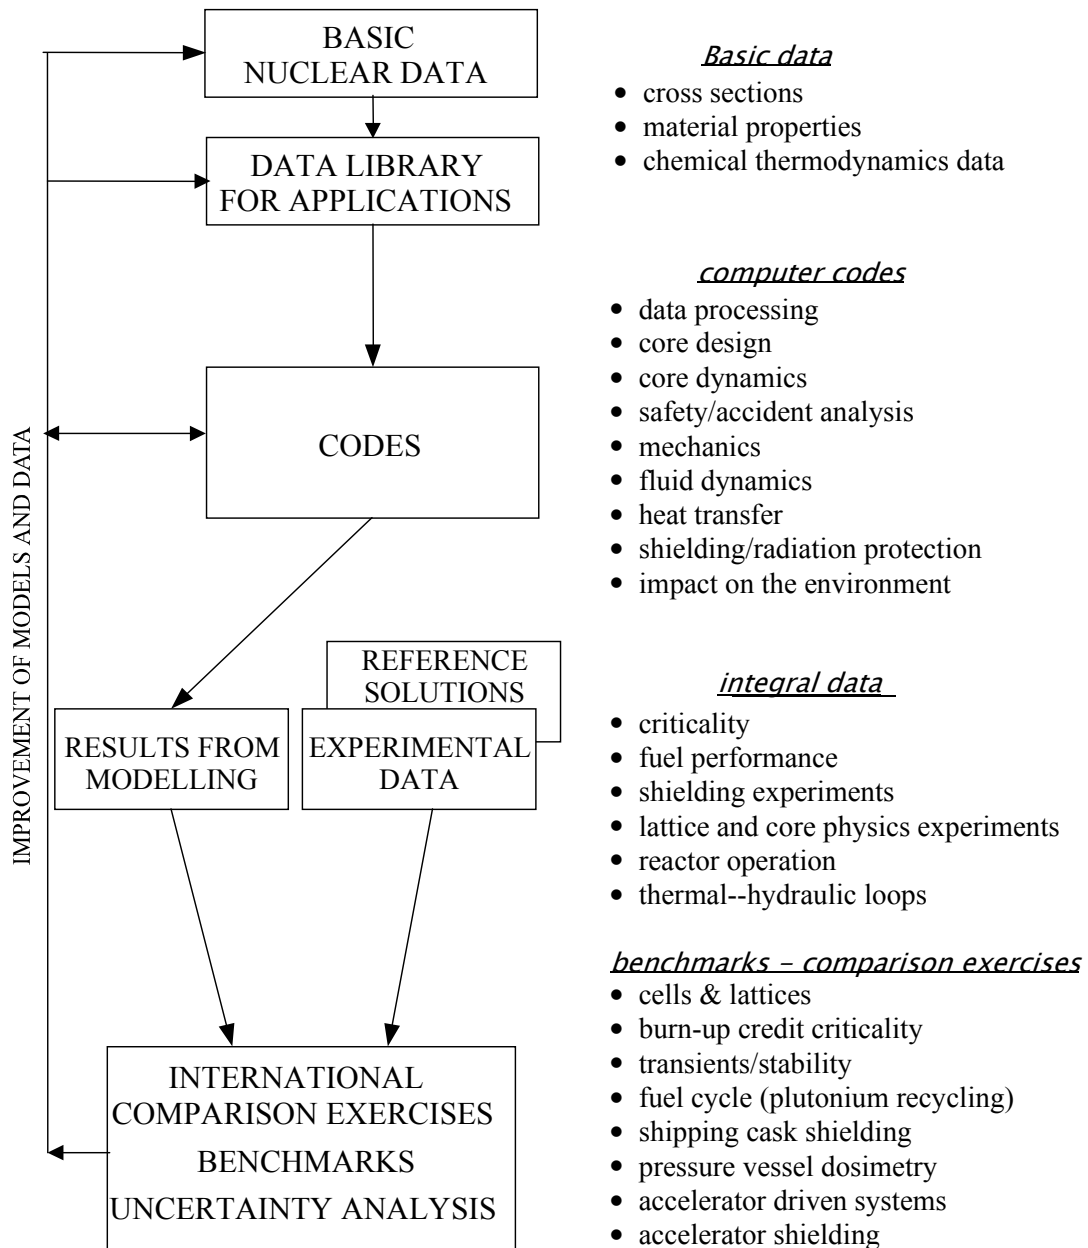 BASIC
NUCLEAR DATA
DATA LIBRARY
FOR APPLICATIONS
CODES
REFERENCE
SOLUTIONS
RESULTS FROM
MODELLING
EXPERIMENTAL
DATA
INTERNATIONAL
COMPARISON EXERCISES
BENCHMARKS
UNCERTAINTY ANALYSIS
IMPROVEMENT OF MODELS AND DATA
Basic data
• cross sections
• material properties
• chemical thermodynamics data
computer codes
• data processing
• core design
• core dynamics
• safety/accident analysis
• mechanics
• fluid dynamics
• heat transfer
• shielding/radiation protection
• impact on the environment
integral data
• criticality
• fuel performance
• shielding experiments
• lattice and core physics experiments
• reactor operation
• thermal--hydraulic loops
benchmarks – comparison exercises
• cells & lattices
• burn-up credit criticality
• transients/stability
• fuel cycle (plutonium recycling)
• shipping cask shielding
• pressure vessel dosimetry
• accelerator driven systems
• accelerator shielding